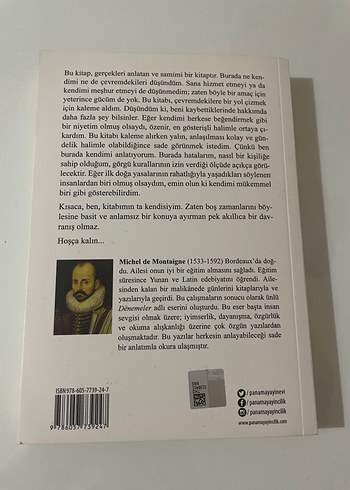 Bu kitap, gerçekleri anlatan ve samimi bir kitaptır. Burada ne ken-
dimi ne de çevremdekileri düşündüm. Sana hizmet etmeyi ya da
kendimi meşhur etmeyi de düşünmedim; zaten böyle bir amaç için
yeterince gücüm de yok. Bu kitabı, çevremdekilere bir yol çizmek
için kaleme aldım. Düşündüm ki, beni kaybettiklerinde hakkımda
daha fazla şey bilsinler. Eğer kendimi herkese beğendirmek gibi
bir niyetim olmuş olsaydı, özenir, en gösterişli halimle ortaya çı-
kardım. Bu kitabı kaleme alırken yalın, anlaşılması kolay ve gün-
delik halimle olabildiğince sade görünmek istedim. Çünkü ben
burada kendimi anlatıyorum. Burada hatalarım, nasıl bir kişiliğe
sahip olduğum, görgü kurallarının izin verdiği ölçüde açıkça görü-
lecektir. Eğer ilk doğa yasalarının rahatlığıyla yaşadıkları söylenen
insanlardan biri olmuş olsaydım, emin olun ki kendimi mükemmel
biri gibi gösterebilirdim.
Kısaca, ben, kitabımın ta kendisiyim. Zaten boş zamanlarını böy-
lesine basit ve anlamsız bir konuya ayırman pek akıllıca bir dav-
ranış olmaz.
Hoşça kalın...
Michel de Montaigne (1533-1592) Bordeaux'da doğ-
du. Ailesi onun iyi bir eğitim almasını sağladı. Eğitim
süresince Yunan ve Latin edebiyatını öğrendi. Aile-
sinden kalan bir malikânede günlerini kitaplarıyla ve
yazılarıyla geçirdi. Bu çalışmaların sonucu olarak ünlü
Denemeler adlı eserini oluşturdu. Bu eser başta insan
sevgisi olmak üzere; iyimserlik, dayanışma, özgürlük
ve okuma alışkanlığı üzerine çok özgün yazılardan
oluşmaktadır. Bu yazılar herkesin anlayabileceği sade
bir anlatımla okura ulaşmıştır.
ISBN:978-605-7739-24-7
9 786057 739247
/panamayayinevi
/panamayayincilik
/panamayayincilik
www.panamayayincilik.com